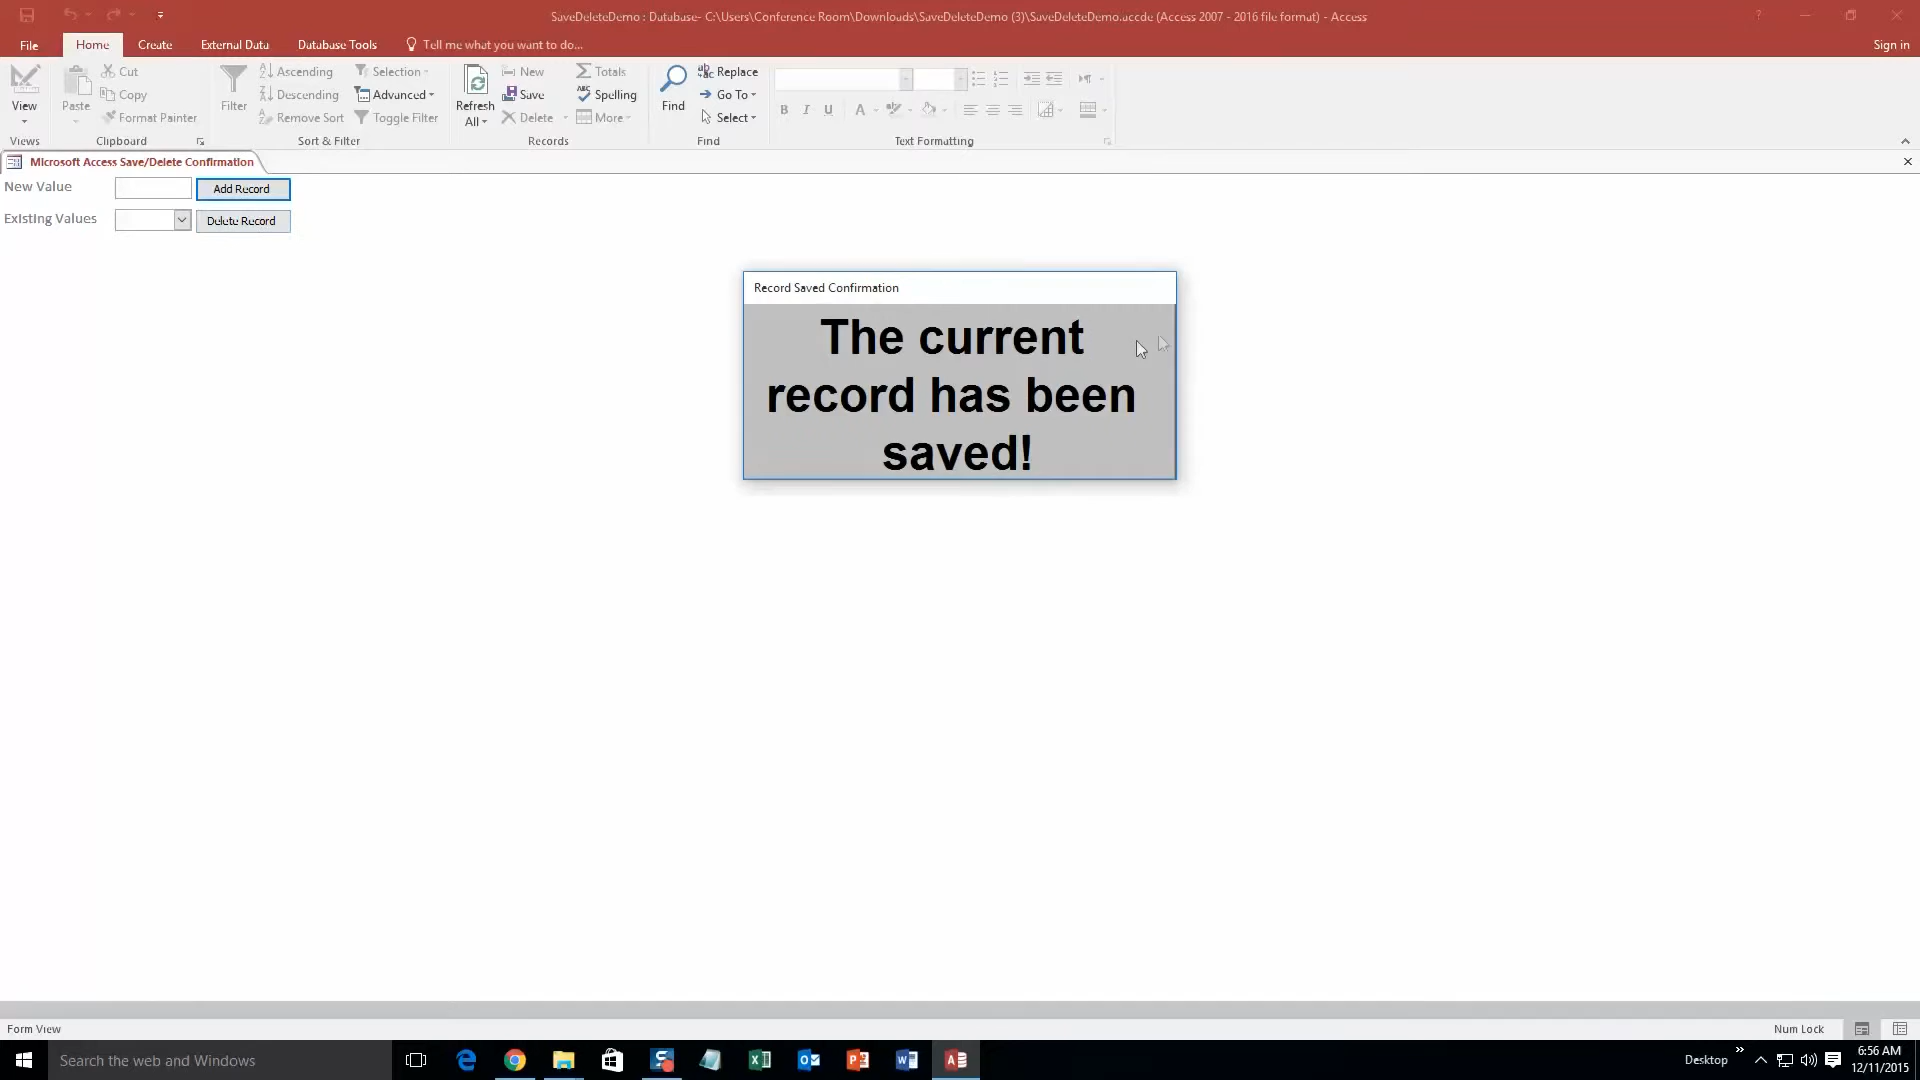 SaveDeleteDemo : Database- C:\Users\Conference Room\Downloads\SaveDeleteDemo (3)\SaveDeleteDemo.accde (Access 2007 - 2016 file format) - Access
File Home Create External Data Database Tools Tell me what you want to do... Sign in
View
Views
Paste
Cut
Copy
Format Painter
Clipboard
Filter
Ascending
Descending
Remove Sort
Selection
Advanced
Toggle Filter
Sort & Filter
Refresh
All
New
Save
Delete
Totals
Spelling
More
Records
Find
Replace
Go To
Select
Find
B I U A
Text Formatting
Microsoft Access Save/Delete Confirmation
New Value Add Record
Existing Values Delete Record
Record Saved Confirmation
The current
record has been
saved!
Form View Num Lock
Search the web and Windows
Desktop
6:56 AM
12/11/2015